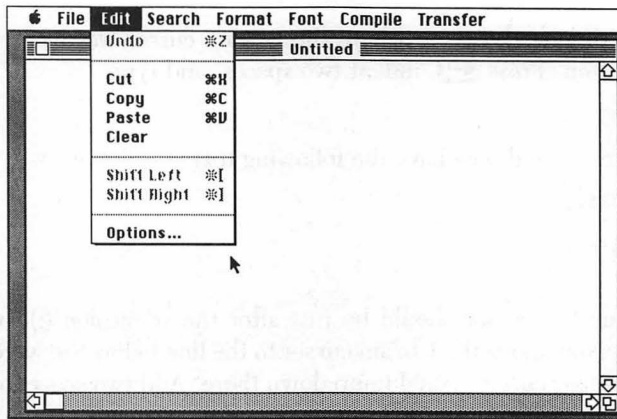 File Edit Search Format Font Compile Transfer
Untitled
Undo ⌘Z
Cut ⌘X
Copy ⌘C
Paste ⌘V
Clear
Shift Left ⌘[
Shift Right ⌘]
Options...